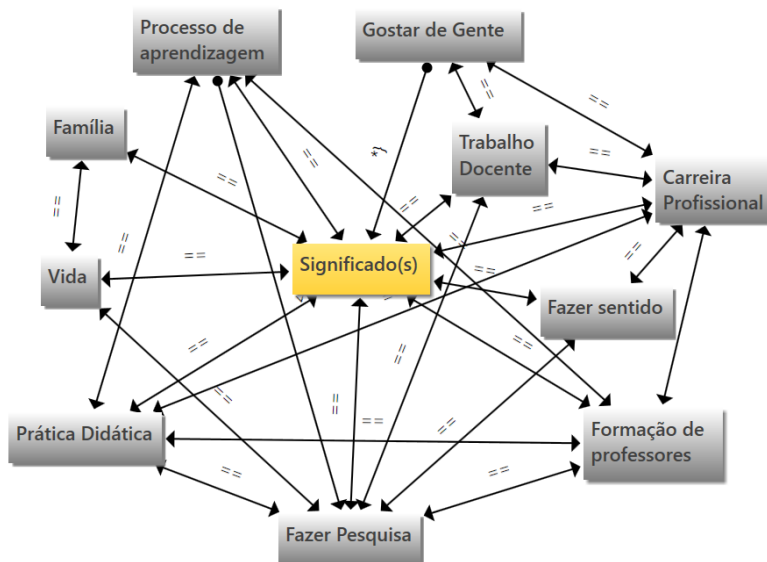 Processo de
aprendizagem
Gostar de Gente
==
==
Família
Trabalho
Docente
*}
==
==
Carreira
Profissional
==
==
==
==
==
==
==
Significado(s)
==
==
Vida
Fazer sentido
==
==
==
==
==
==
==
Prática Didática
Formação de
professores
==
==
Fazer Pesquisa